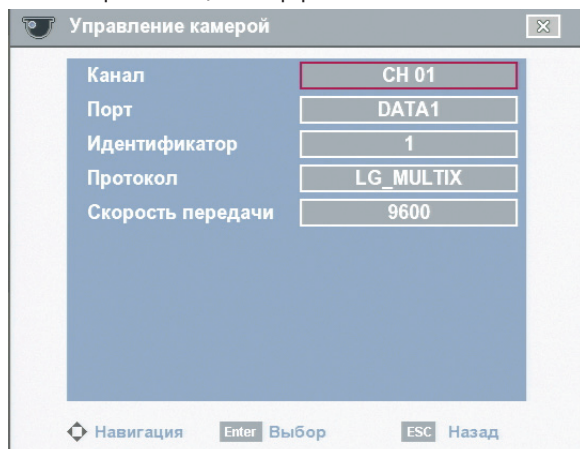 Управление камерой
Канал CH 01
Порт DATA1
Идентификатор 1
Протокол LG_MULTIX
Скорость передачи 9600
Навигация Enter Выбор ESC Назад